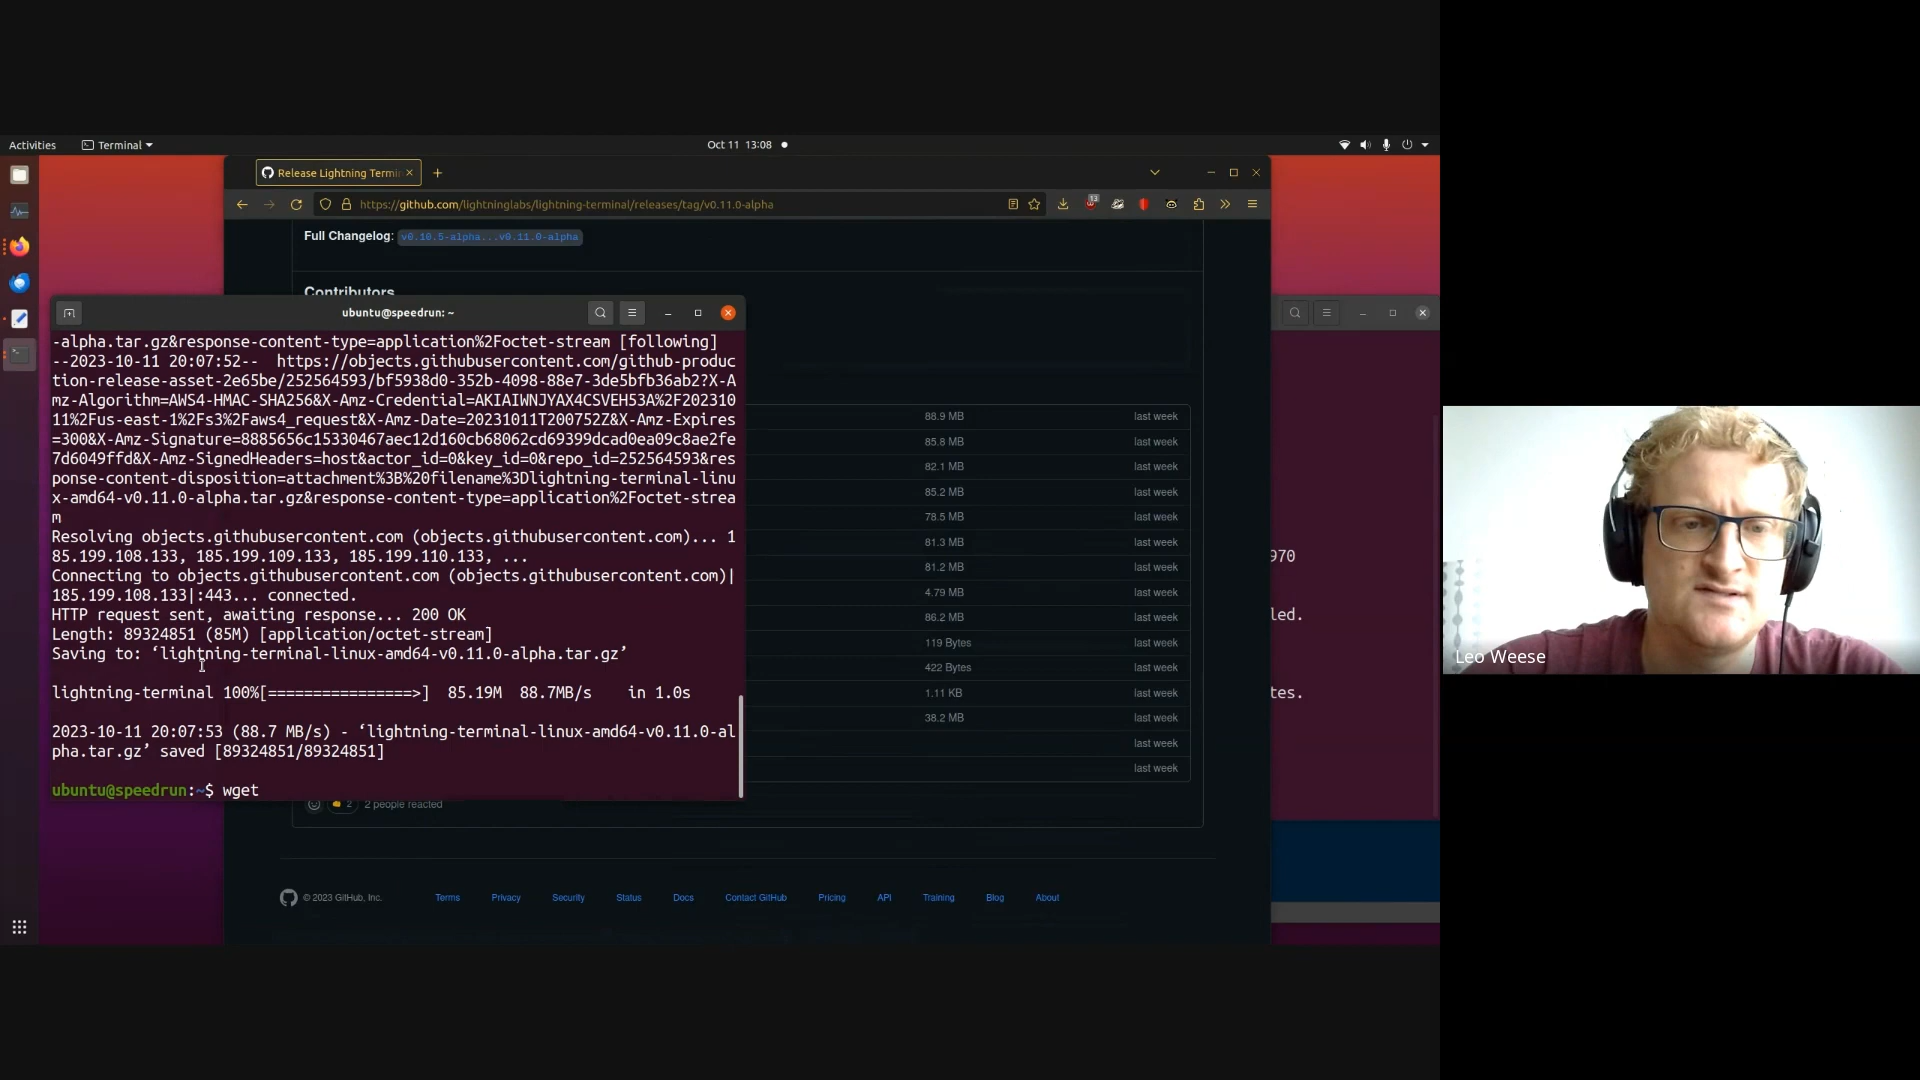 Activities
Terminal
Oct 11 13:08
Release Lightning Termin
https://github.com/lightninglabs/lightning-terminal/releases/tag/v0.11.0-alpha
13
Full Changelog: v0.10.5-alpha...v0.11.0-alpha
Contributors
ubuntu@speedrun: ~
-alpha.tar.gz&response-content-type=application%2Foctet-stream [following]
--2023-10-11 20:07:52--  https://objects.githubusercontent.com/github-produc
tion-release-asset-2e65be/252564593/bf5938d0-352b-4098-88e7-3de5bfb36ab2?X-A
mz-Algorithm=AWS4-HMAC-SHA256&X-Amz-Credential=AKIAIWNJYAX4CSVEH53A%2F202310
11%2Fus-east-1%2Fs3%2Faws4_request&X-Amz-Date=20231011T200752Z&X-Amz-Expires
=300&X-Amz-Signature=8885656c15330467aec12d160cb68062cd69399dcad0ea09c8ae2fe
7d6049ffd&X-Amz-SignedHeaders=host&actor_id=0&key_id=0&repo_id=252564593&res
ponse-content-disposition=attachment%3B%20filename%3Dlightning-terminal-linu
x-amd64-v0.11.0-alpha.tar.gz&response-content-type=application%2Foctet-strea
m
Resolving objects.githubusercontent.com (objects.githubusercontent.com)... 1
85.199.108.133, 185.199.109.133, 185.199.110.133, ...
Connecting to objects.githubusercontent.com (objects.githubusercontent.com)|
185.199.108.133|:443... connected.
HTTP request sent, awaiting response... 200 OK
Length: 89324851 (85M) [application/octet-stream]
Saving to: ‘lightning-terminal-linux-amd64-v0.11.0-alpha.tar.gz’
lightning-terminal 100%[================>]  85.19M  88.7MB/s    in 1.0s
2023-10-11 20:07:53 (88.7 MB/s) - ‘lightning-terminal-linux-amd64-v0.11.0-al
pha.tar.gz’ saved [89324851/89324851]
ubuntu@speedrun:~$ wget
88.9 MB last week
85.8 MB last week
82.1 MB last week
85.2 MB last week
78.5 MB last week
81.3 MB last week
81.2 MB last week
4.79 MB last week
86.2 MB last week
119 Bytes last week
422 Bytes last week
1.11 KB last week
38.2 MB last week
last week
last week
2 2 people reacted
© 2023 GitHub, Inc. Terms Privacy Security Status Docs Contact GitHub Pricing API Training Blog About
970
led.
tes.
Leo Weese